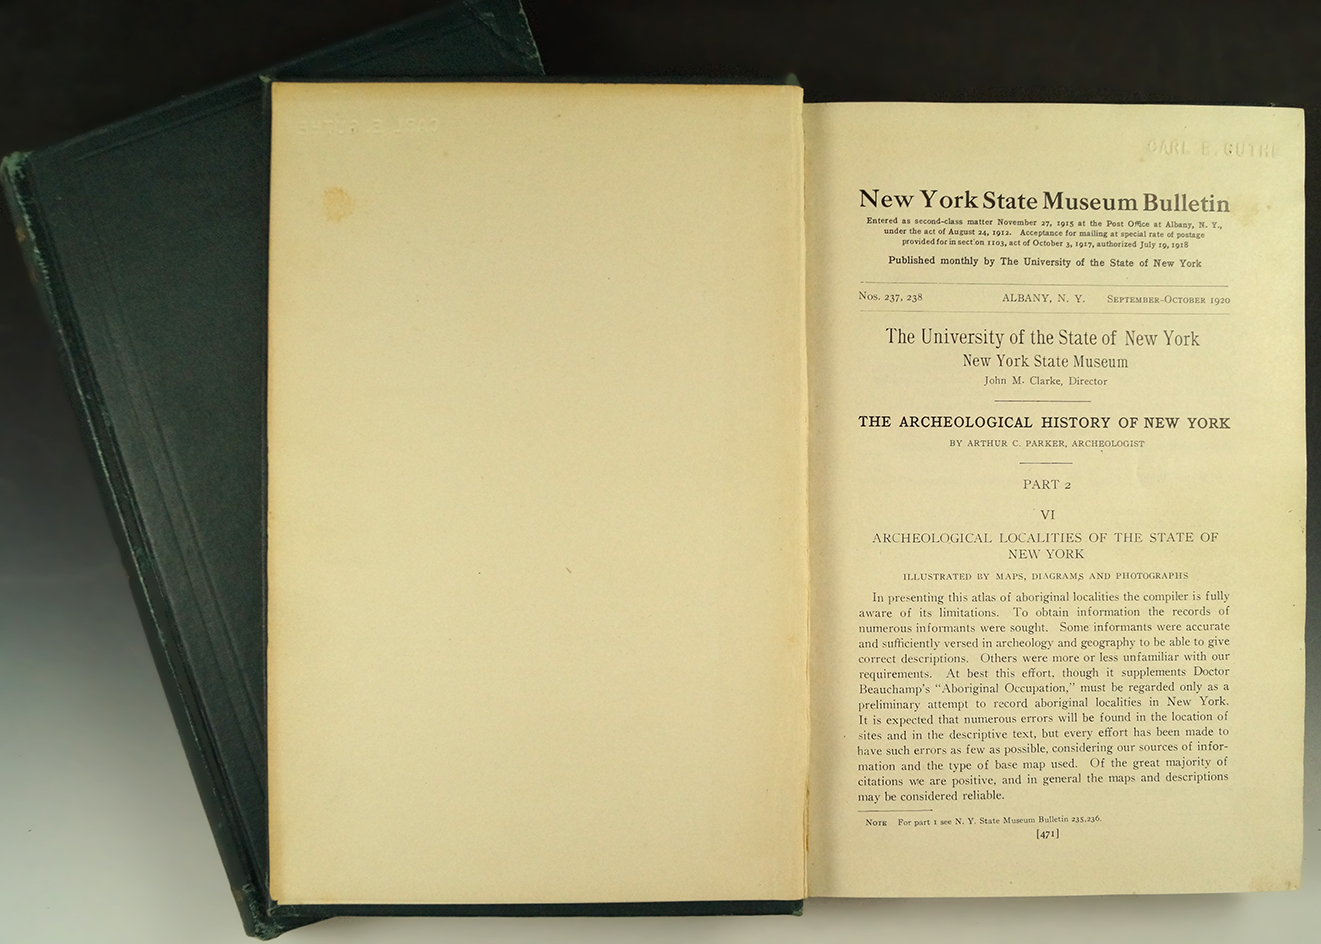 CARL E. GUTHE
CARL E. GUTHE
New York State Museum Bulletin
Entered as second-class matter November 27, 1915 at the Post Office at Albany, N. Y.,
under the act of August 24, 1912. Acceptance for mailing at special rate of postage
provided for in sect'on 1103, act of October 3, 1917, authorized July 19, 1918
Published monthly by The University of the State of New York
Nos. 237, 238 ALBANY, N. Y. September-October 1920
The University of the State of New York
New York State Museum
John M. Clarke, Director
THE ARCHEOLOGICAL HISTORY OF NEW YORK
BY ARTHUR C. PARKER, ARCHEOLOGIST
PART 2
VI
ARCHEOLOGICAL LOCALITIES OF THE STATE OF
NEW YORK
ILLUSTRATED BY MAPS, DIAGRAMS AND PHOTOGRAPHS
In presenting this atlas of aboriginal localities the compiler is fully
aware of its limitations. To obtain information the records of
numerous informants were sought. Some informants were accurate
and sufficiently versed in archeology and geography to be able to give
correct descriptions. Others were more or less unfamiliar with our
requirements. At best this effort, though it supplements Doctor
Beauchamp's "Aboriginal Occupation," must be regarded only as a
preliminary attempt to record aboriginal localities in New York.
It is expected that numerous errors will be found in the location of
sites and in the descriptive text, but every effort has been made to
have such errors as few as possible, considering our sources of infor-
mation and the type of base map used. Of the great majority of
citations we are positive, and in general the maps and descriptions
may be considered reliable.
Note For part 1 see N. Y. State Museum Bulletin 235,236.
[471]